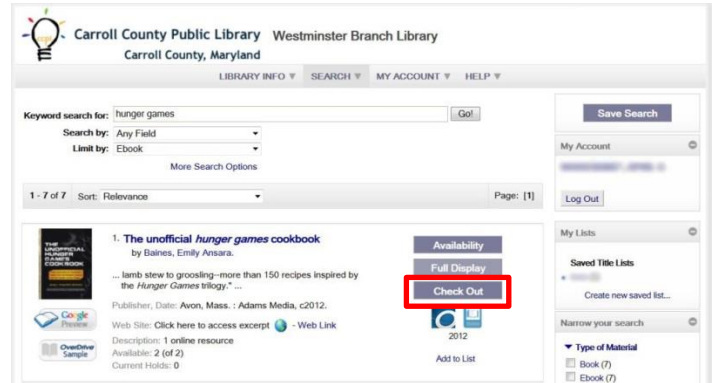 Carroll County Public Library Westminster Branch Library
Carroll County, Maryland
LIBRARY INFO SEARCH MY ACCOUNT HELP
Keyword search for: hunger games Go!
Search by: Any Field
Limit by: Ebook
More Search Options
1 - 7 of 7 Sort: Relevance Page: [1]
1. The unofficial hunger games cookbook
by Baines, Emily Ansara.
... lamb stew to groosling--more than 150 recipes inspired by
the Hunger Games trilogy." ...
Publisher, Date: Avon, Mass. : Adams Media, c2012.
Web Site: Click here to access excerpt - Web Link
Description: 1 online resource
Available: 2 (of 2)
Current Holds: 0
THE
UNOFFICIAL
HUNGER
GAMES
COOKBOOK
Google
Preview
OverDrive
Sample
Availability
Full Display
Check Out
2012
Add to List
Save Search
My Account
Log Out
My Lists
Saved Title Lists
Create new saved list...
Narrow your search
Type of Material
Book (7)
Ebook (7)